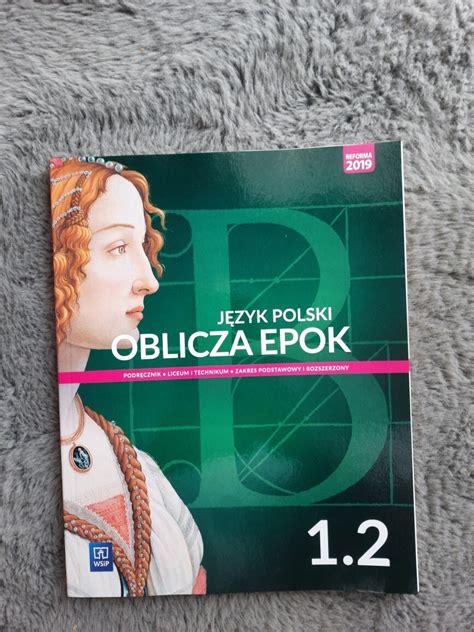 REFORMA
2019
JĘZYK POLSKI
OBLICZA EPOK
PODRĘCZNIK • LICEUM I TECHNIKUM • ZAKRES PODSTAWOWY I ROZSZERZONY
B
1.2
WSiP